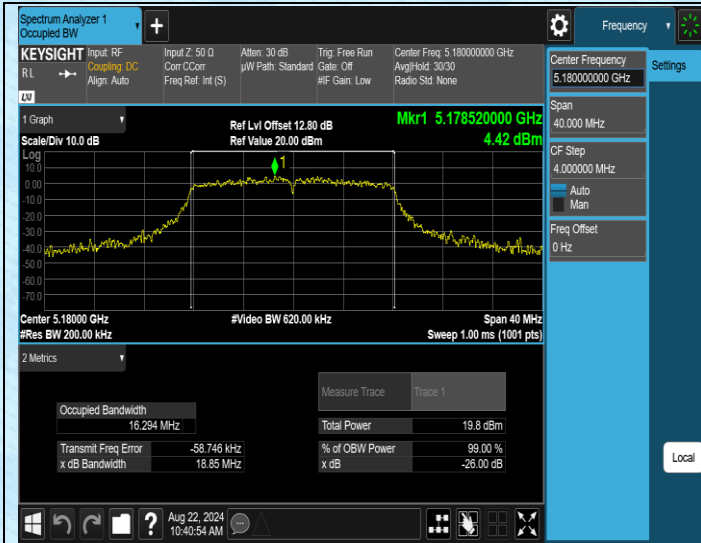 Spectrum Analyzer 1
Occupied BW
Frequency
KEYSIGHT
RL
LXI
Input: RF
Coupling: DC
Align: Auto
Input Z: 50 Ω
Corr CCorr
Freq Ref: Int (S)
Atten: 30 dB
µW Path: Standard
Trig: Free Run
Gate: Off
#IF Gain: Low
Center Freq: 5.180000000 GHz
Avg|Hold: 30/30
Radio Std: None
Center Frequency
5.180000000 GHz
Settings
Span
40.000 MHz
CF Step
4.000000 MHz
Auto
Man
Freq Offset
0 Hz
Local
1 Graph
Scale/Div 10.0 dB
Ref Lvl Offset 12.80 dB
Ref Value 20.00 dBm
Mkr1 5.178520000 GHz
4.42 dBm
Log
10.0
0.00
-10.0
-20.0
-30.0
-40.0
-50.0
-60.0
-70.0
1
Center 5.18000 GHz
#Res BW 200.00 kHz
#Video BW 620.00 kHz
Span 40 MHz
Sweep 1.00 ms (1001 pts)
2 Metrics
Measure Trace Trace 1
Occupied Bandwidth
16.294 MHz
Total Power 19.8 dBm
Transmit Freq Error -58.746 kHz
x dB Bandwidth 18.85 MHz
% of OBW Power 99.00 %
x dB -26.00 dB
?
Aug 22, 2024
10:40:54 AM